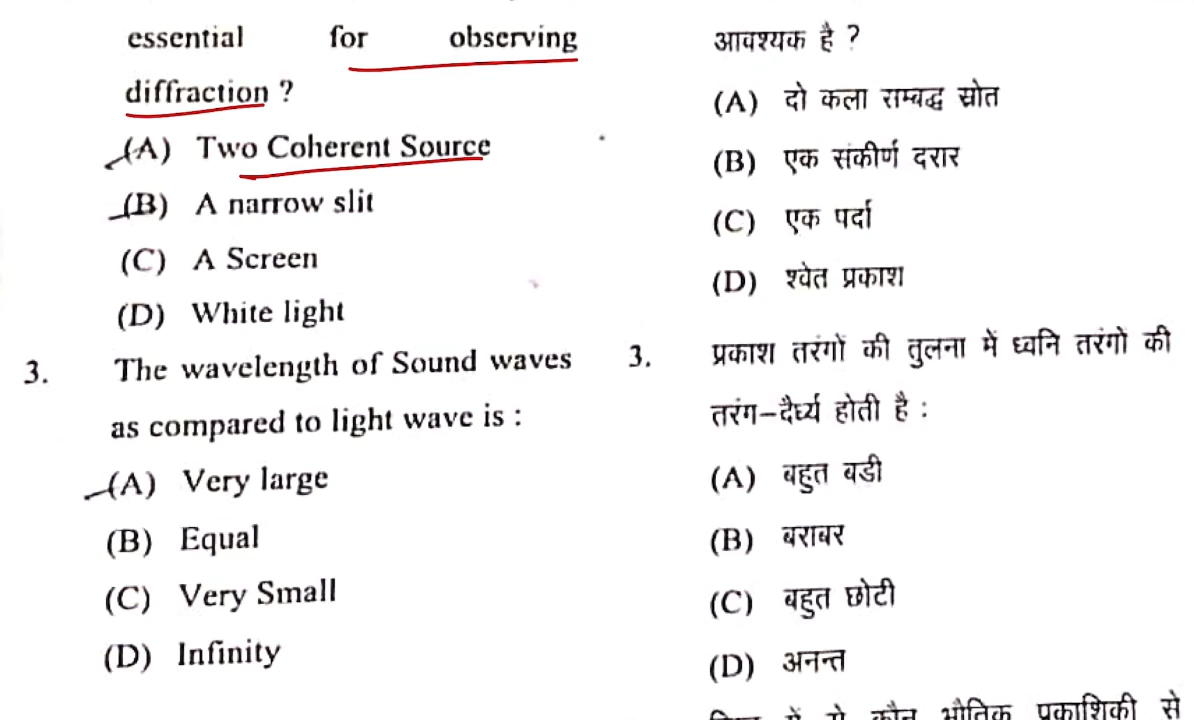 essential for observing
diffraction ?
(A) Two Coherent Source
(B) A narrow slit
(C) A Screen
(D) White light
3. The wavelength of Sound waves
as compared to light wave is :
(A) Very large
(B) Equal
(C) Very Small
(D) Infinity
आवश्यक है ?
(A) दो कला सम्बद्ध स्रोत
(B) एक संकीर्ण दरार
(C) एक पर्दा
(D) श्वेत प्रकाश
3. प्रकाश तरंगों की तुलना में ध्वनि तरंगो की
तरंग-दैर्ध्य होती है :
(A) बहुत बडी
(B) बराबर
(C) बहुत छोटी
(D) अनन्त
में से कौन भौतिक प्रकाशिकी से